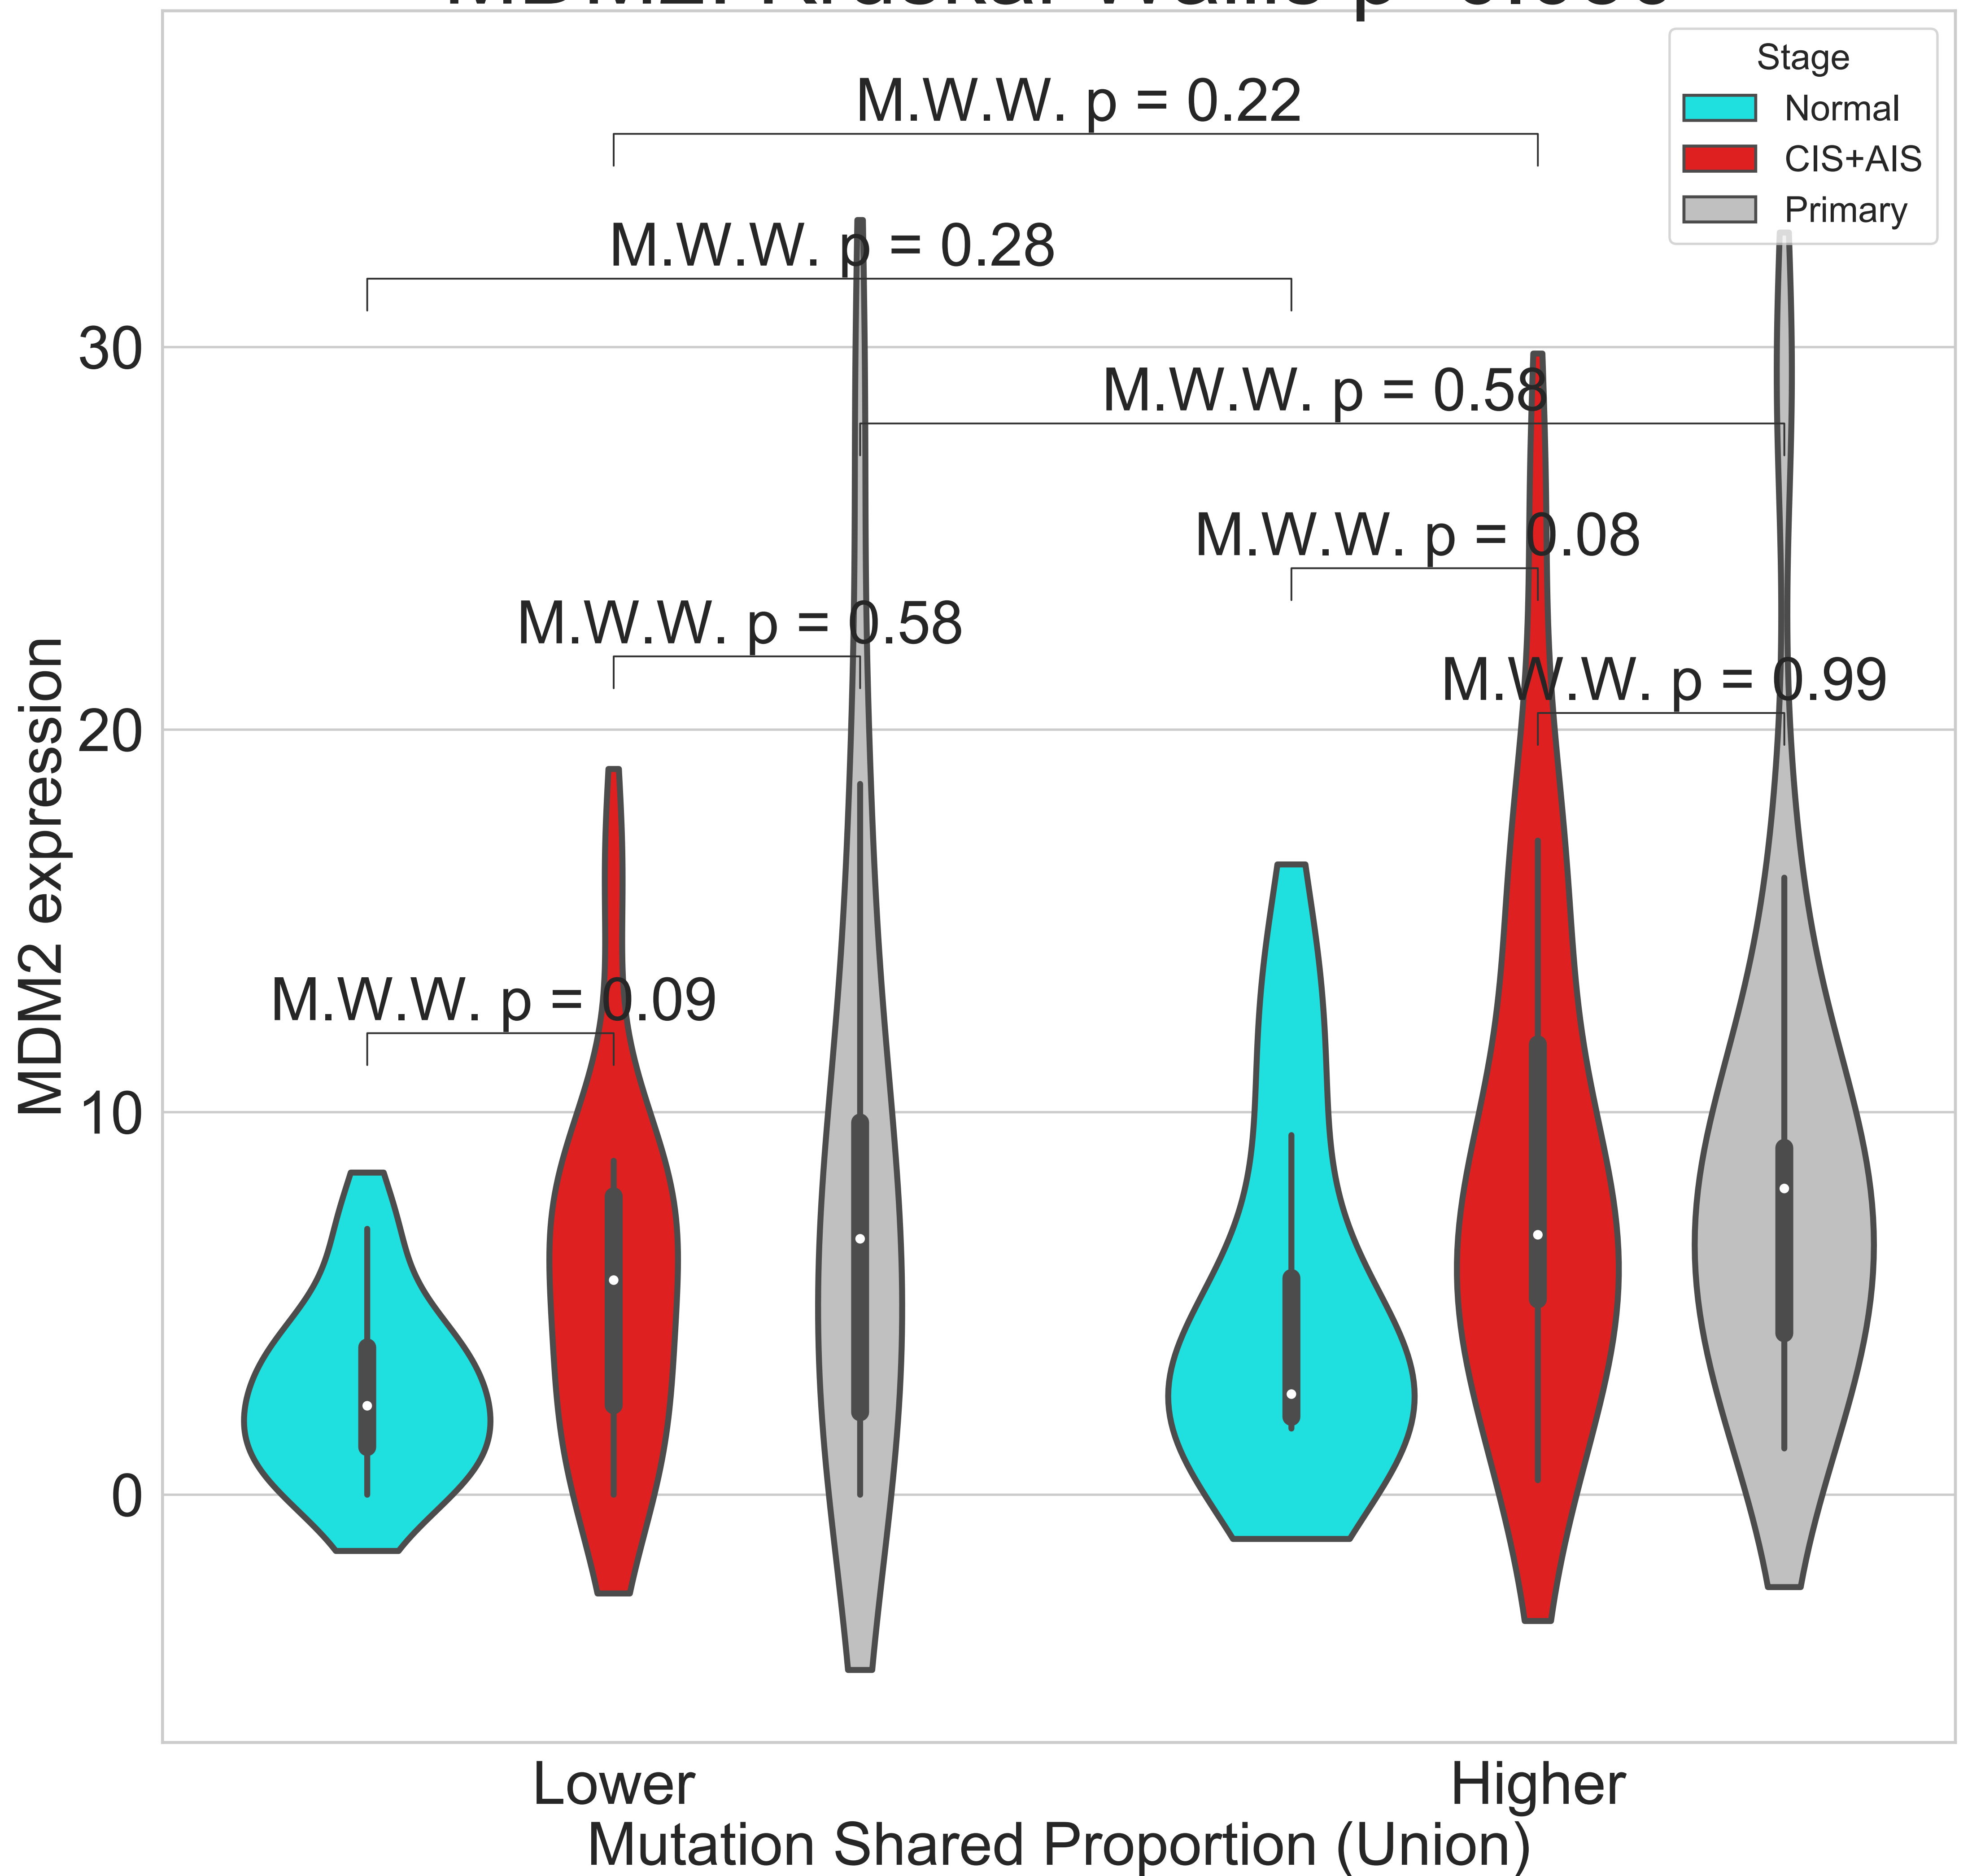 Stage
Normal
CIS+AIS
Primary
M.W.W. p = 0.22
M.W.W. p = 0.28
M.W.W. p = 0.58
M.W.W. p = 0.08
M.W.W. p = 0.58
M.W.W. p = 0.99
M.W.W. p = 0.09
30
20
10
0
MDM2 expression
Lower
Higher
Mutation Shared Proportion (Union)